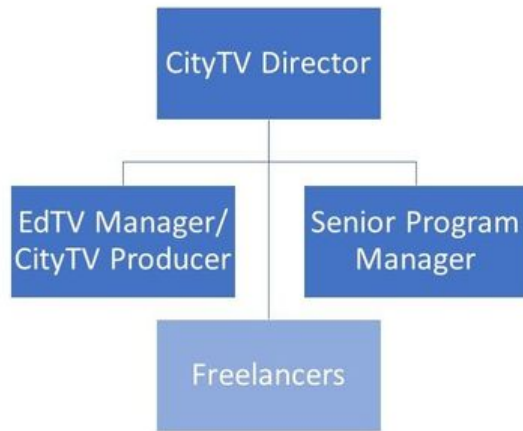 CityTV Director
EdTV Manager/
CityTV Producer
Senior Program
Manager
Freelancers